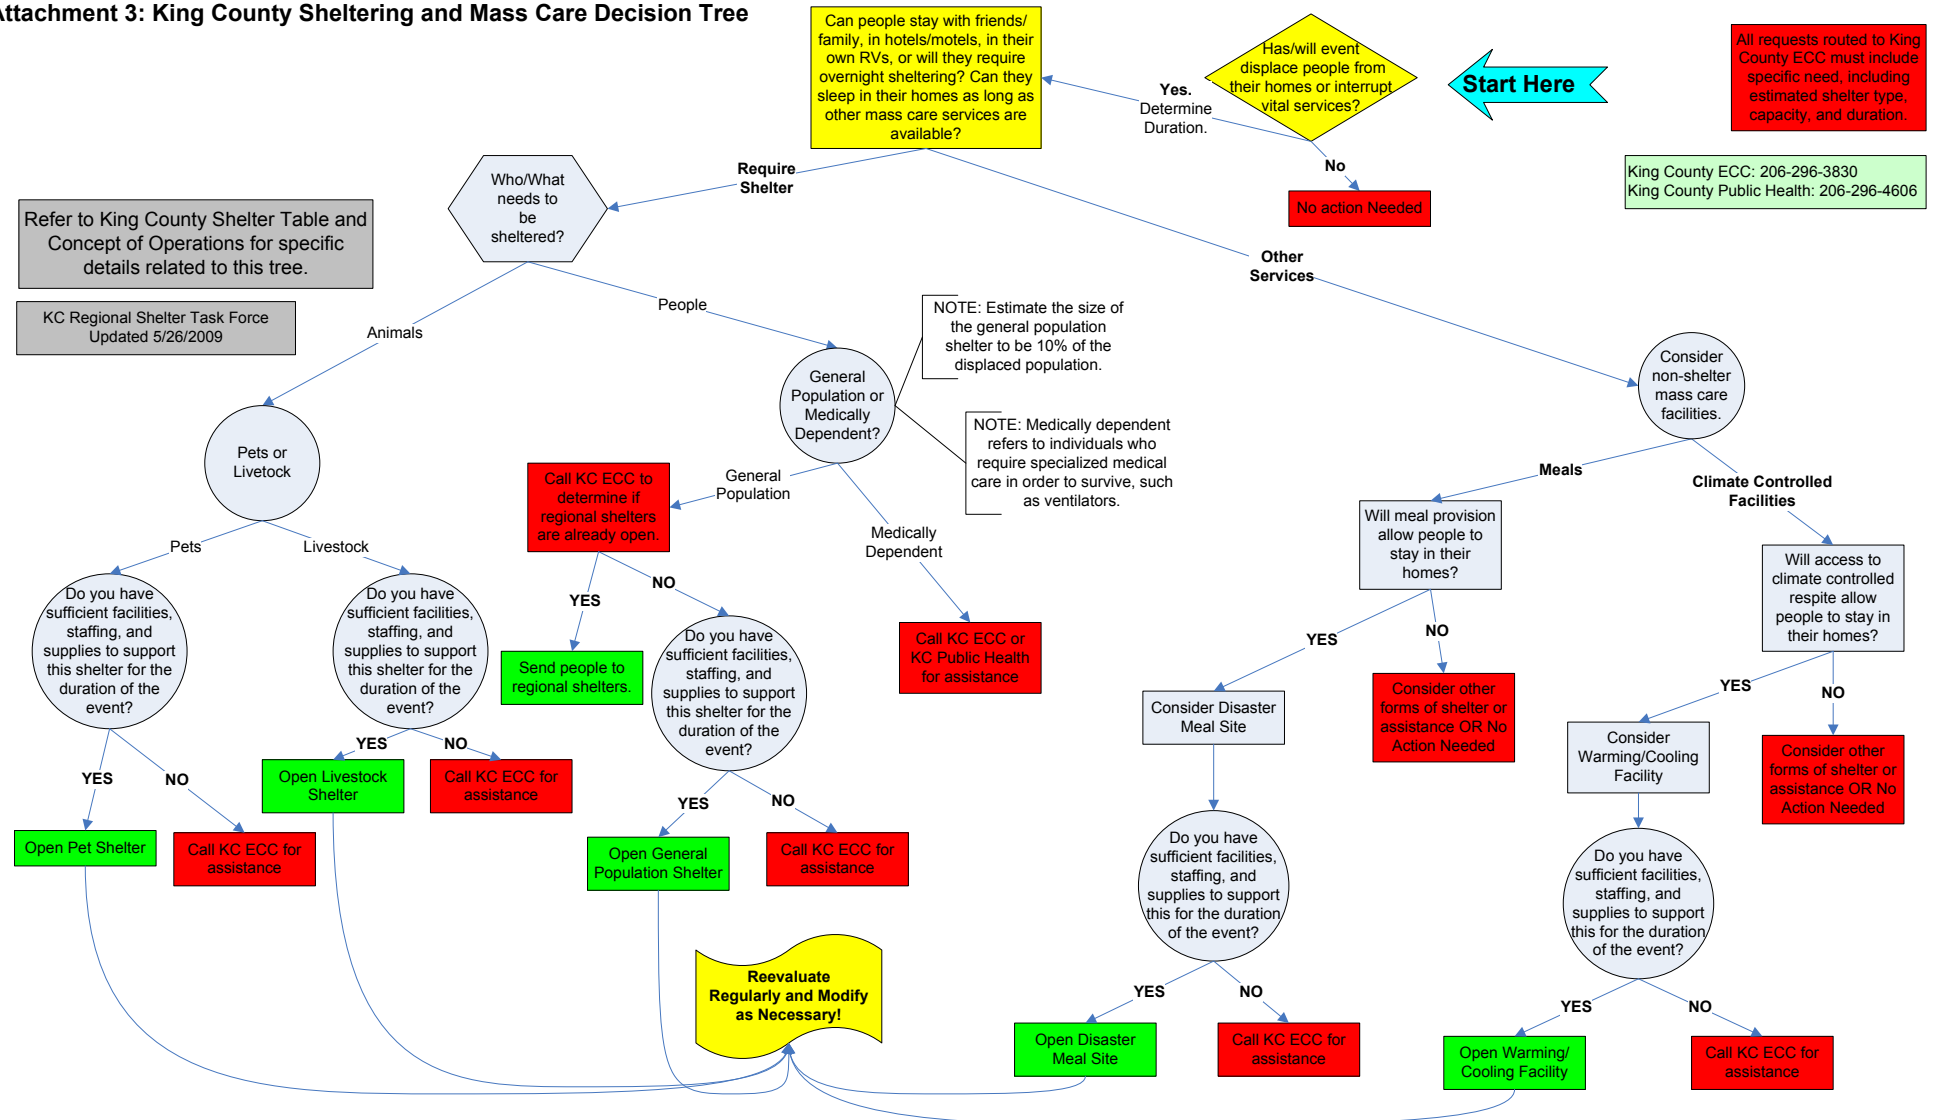 Attachment 3: King County Sheltering and Mass Care Decision Tree
Can people stay with friends/
family, in hotels/motels, in their
own RVs, or will they require
overnight sheltering? Can they
sleep in their homes as long as
other mass care services are
available?
Has/will event
displace people from
their homes or interrupt
vital services?
Start Here
All requests routed to King
County ECC must include
specific need, including
estimated shelter type,
capacity, and duration.
Yes.
Determine
Duration.
No
No action Needed
King County ECC: 206-296-3830
King County Public Health: 206-296-4606
Require
Shelter
Who/What
needs to
be
sheltered?
Refer to King County Shelter Table and
Concept of Operations for specific
details related to this tree.
KC Regional Shelter Task Force
Updated 5/26/2009
Other
Services
Animals
People
NOTE: Estimate the size of
the general population
shelter to be 10% of the
displaced population.
General
Population or
Medically
Dependent?
NOTE: Medically dependent
refers to individuals who
require specialized medical
care in order to survive, such
as ventilators.
Consider
non-shelter
mass care
facilities.
Pets or
Livetock
Call KC ECC to
determine if
regional shelters
are already open.
General
Population
Medically
Dependent
Meals
Climate Controlled
Facilities
Will meal provision
allow people to
stay in their
homes?
Will access to
climate controlled
respite allow
people to stay in
their homes?
Pets
Livestock
Do you have
sufficient facilities,
staffing, and
supplies to support
this shelter for the
duration of the
event?
Do you have
sufficient facilities,
staffing, and
supplies to support
this shelter for the
duration of the
event?
YES
NO
Send people to
regional shelters.
Do you have
sufficient facilities,
staffing, and
supplies to support
this shelter for the
duration of the
event?
Call KC ECC or
KC Public Health
for assistance
YES
NO
Consider Disaster
Meal Site
Consider other
forms of shelter or
assistance OR No
Action Needed
YES
NO
Consider
Warming/Cooling
Facility
Consider other
forms of shelter or
assistance OR No
Action Needed
YES
NO
Open Pet Shelter
Call KC ECC for
assistance
YES
NO
Open Livestock
Shelter
Call KC ECC for
assistance
YES
NO
Open General
Population Shelter
Call KC ECC for
assistance
Do you have
sufficient facilities,
staffing, and
supplies to support
this for the duration
of the event?
Do you have
sufficient facilities,
staffing, and
supplies to support
this for the duration
of the event?
Reevaluate
Regularly and Modify
as Necessary!
YES
NO
Open Disaster
Meal Site
Call KC ECC for
assistance
YES
NO
Open Warming/
Cooling Facility
Call KC ECC for
assistance